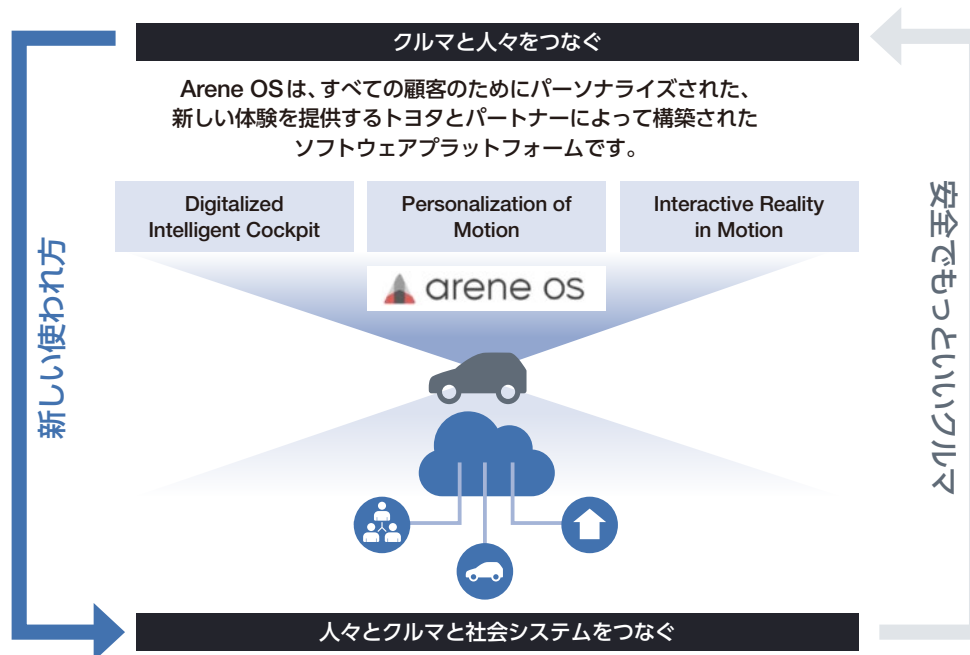 クルマと人々をつなぐ
Arene OSは、すべての顧客のためにパーソナライズされた、
新しい体験を提供するトヨタとパートナーによって構築された
ソフトウェアプラットフォームです。
Digitalized
Intelligent Cockpit
Personalization of
Motion
Interactive Reality
in Motion
arene os
新しい使われ方
安全でもっといいクルマ
人々とクルマと社会システムをつなぐ